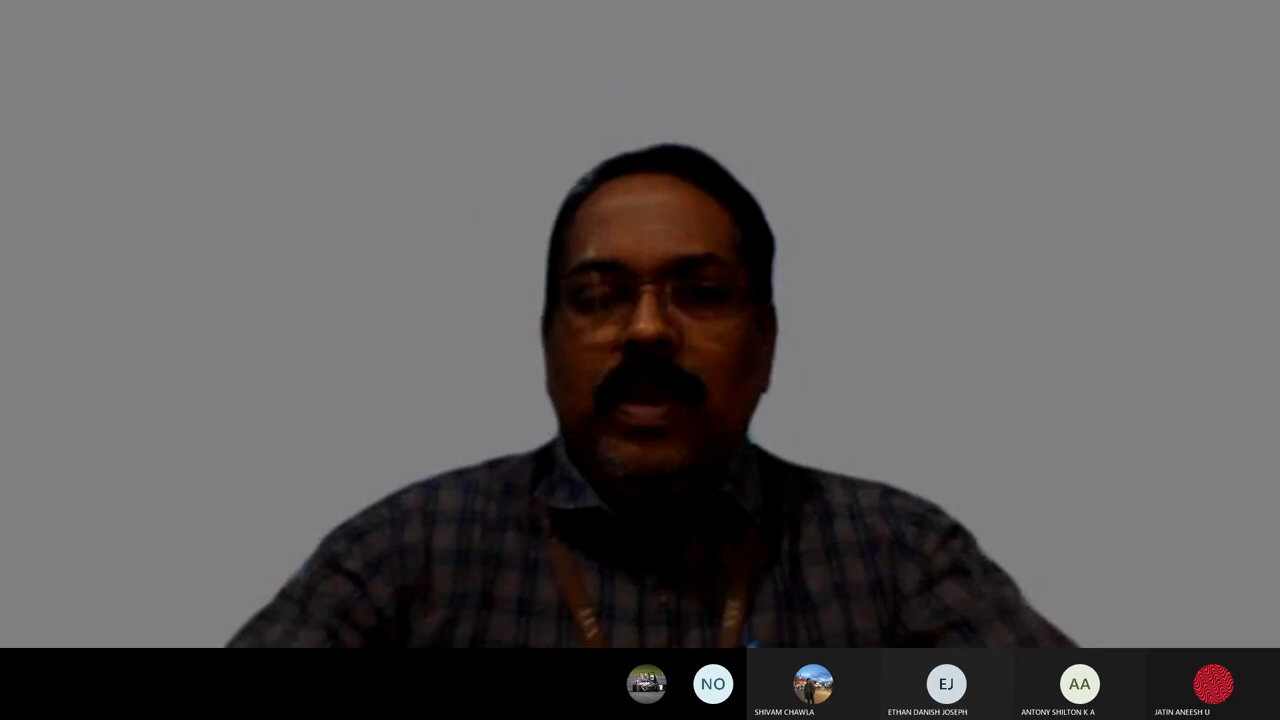 NO
EJ
AA
SHIVAM CHAWLA
ETHAN DANISH JOSEPH
ANTONY SHILTON K A
JATIN ANEESH U